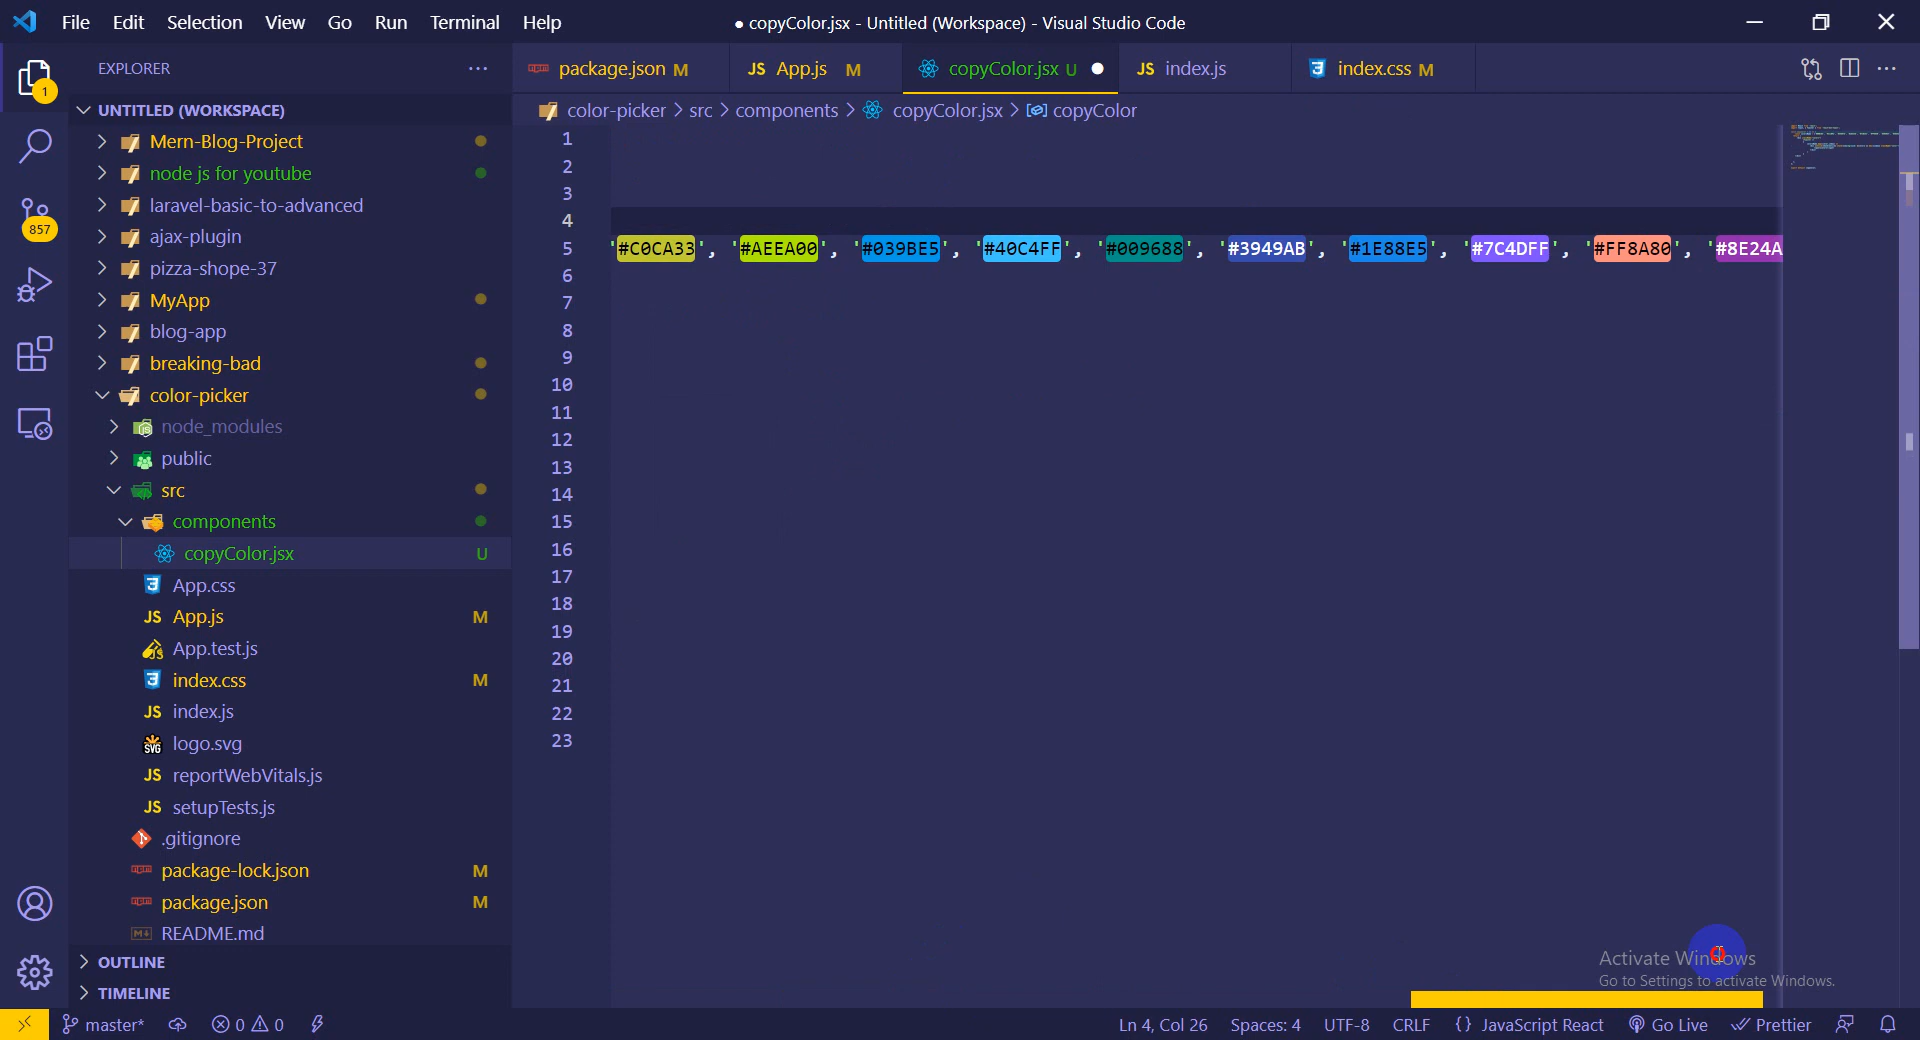 File Edit Selection View Go Run Terminal Help
● copyColor.jsx - Untitled (Workspace) - Visual Studio Code
EXPLORER
package.json M
JS App.js M
copyColor.jsx U
JS index.js
index.css M
color-picker > src > components > copyColor.jsx > copyColor
1
857
UNTITLED (WORKSPACE)
Mern-Blog-Project
node js for youtube
laravel-basic-to-advanced
ajax-plugin
pizza-shope-37
MyApp
blog-app
breaking-bad
color-picker
node_modules
public
src
components
copyColor.jsx U
App.css
JS App.js M
App.test.js
index.css M
JS index.js
SVG logo.svg
JS reportWebVitals.js
JS setupTests.js
.gitignore
package-lock.json M
package.json M
README.md
OUTLINE
TIMELINE
1
2
3
4
5 '#C0CA33', '#AEEA00', '#039BE5', '#40C4FF', '#009688', '#3949AB', '#1E88E5', '#7C4DFF', '#FF8A80', '#8E24A
6
7
8
9
10
11
12
13
14
15
16
17
18
19
20
21
22
23
Activate Windows
Go to Settings to activate Windows.
master* 0 0 Ln 4, Col 26 Spaces: 4 UTF-8 CRLF {} JavaScript React Go Live Prettier